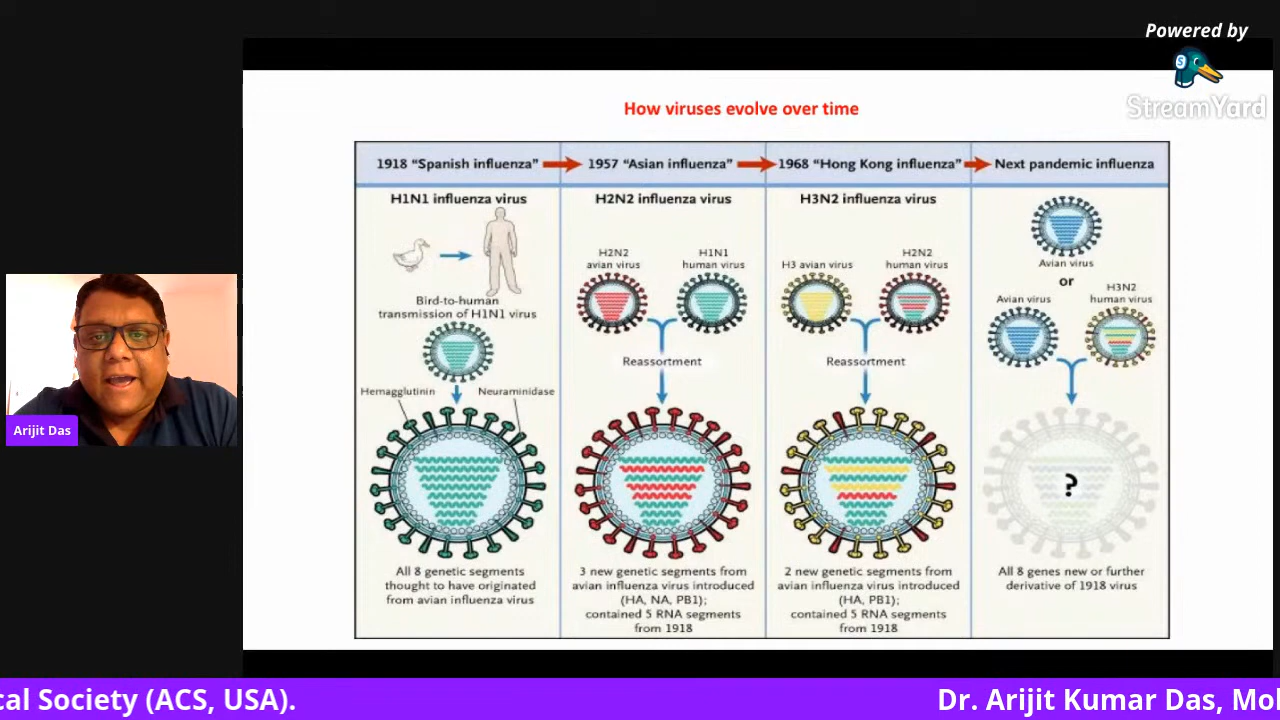 Powered by
StreamYard
How viruses evolve over time
1918 “Spanish influenza”
1957 “Asian influenza”
1968 “Hong Kong influenza”
Next pandemic influenza
H1N1 influenza virus
Bird-to-human
transmission of H1N1 virus
Hemagglutinin
Neuraminidase
All 8 genetic segments
thought to have originated
from avian influenza virus
H2N2 influenza virus
H2N2
avian virus
H1N1
human virus
Reassortment
3 new genetic segments from
avian influenza virus introduced
(HA, NA, PB1);
contained 5 RNA segments
from 1918
H3N2 influenza virus
H3 avian virus
H2N2
human virus
Reassortment
2 new genetic segments from
avian influenza virus introduced
(HA, PB1);
contained 5 RNA segments
from 1918
Avian virus
or
Avian virus
H3N2
human virus
?
All 8 genes new or further
derivative of 1918 virus
Arijit Das
cal Society (ACS, USA).
Dr. Arijit Kumar Das, Mol